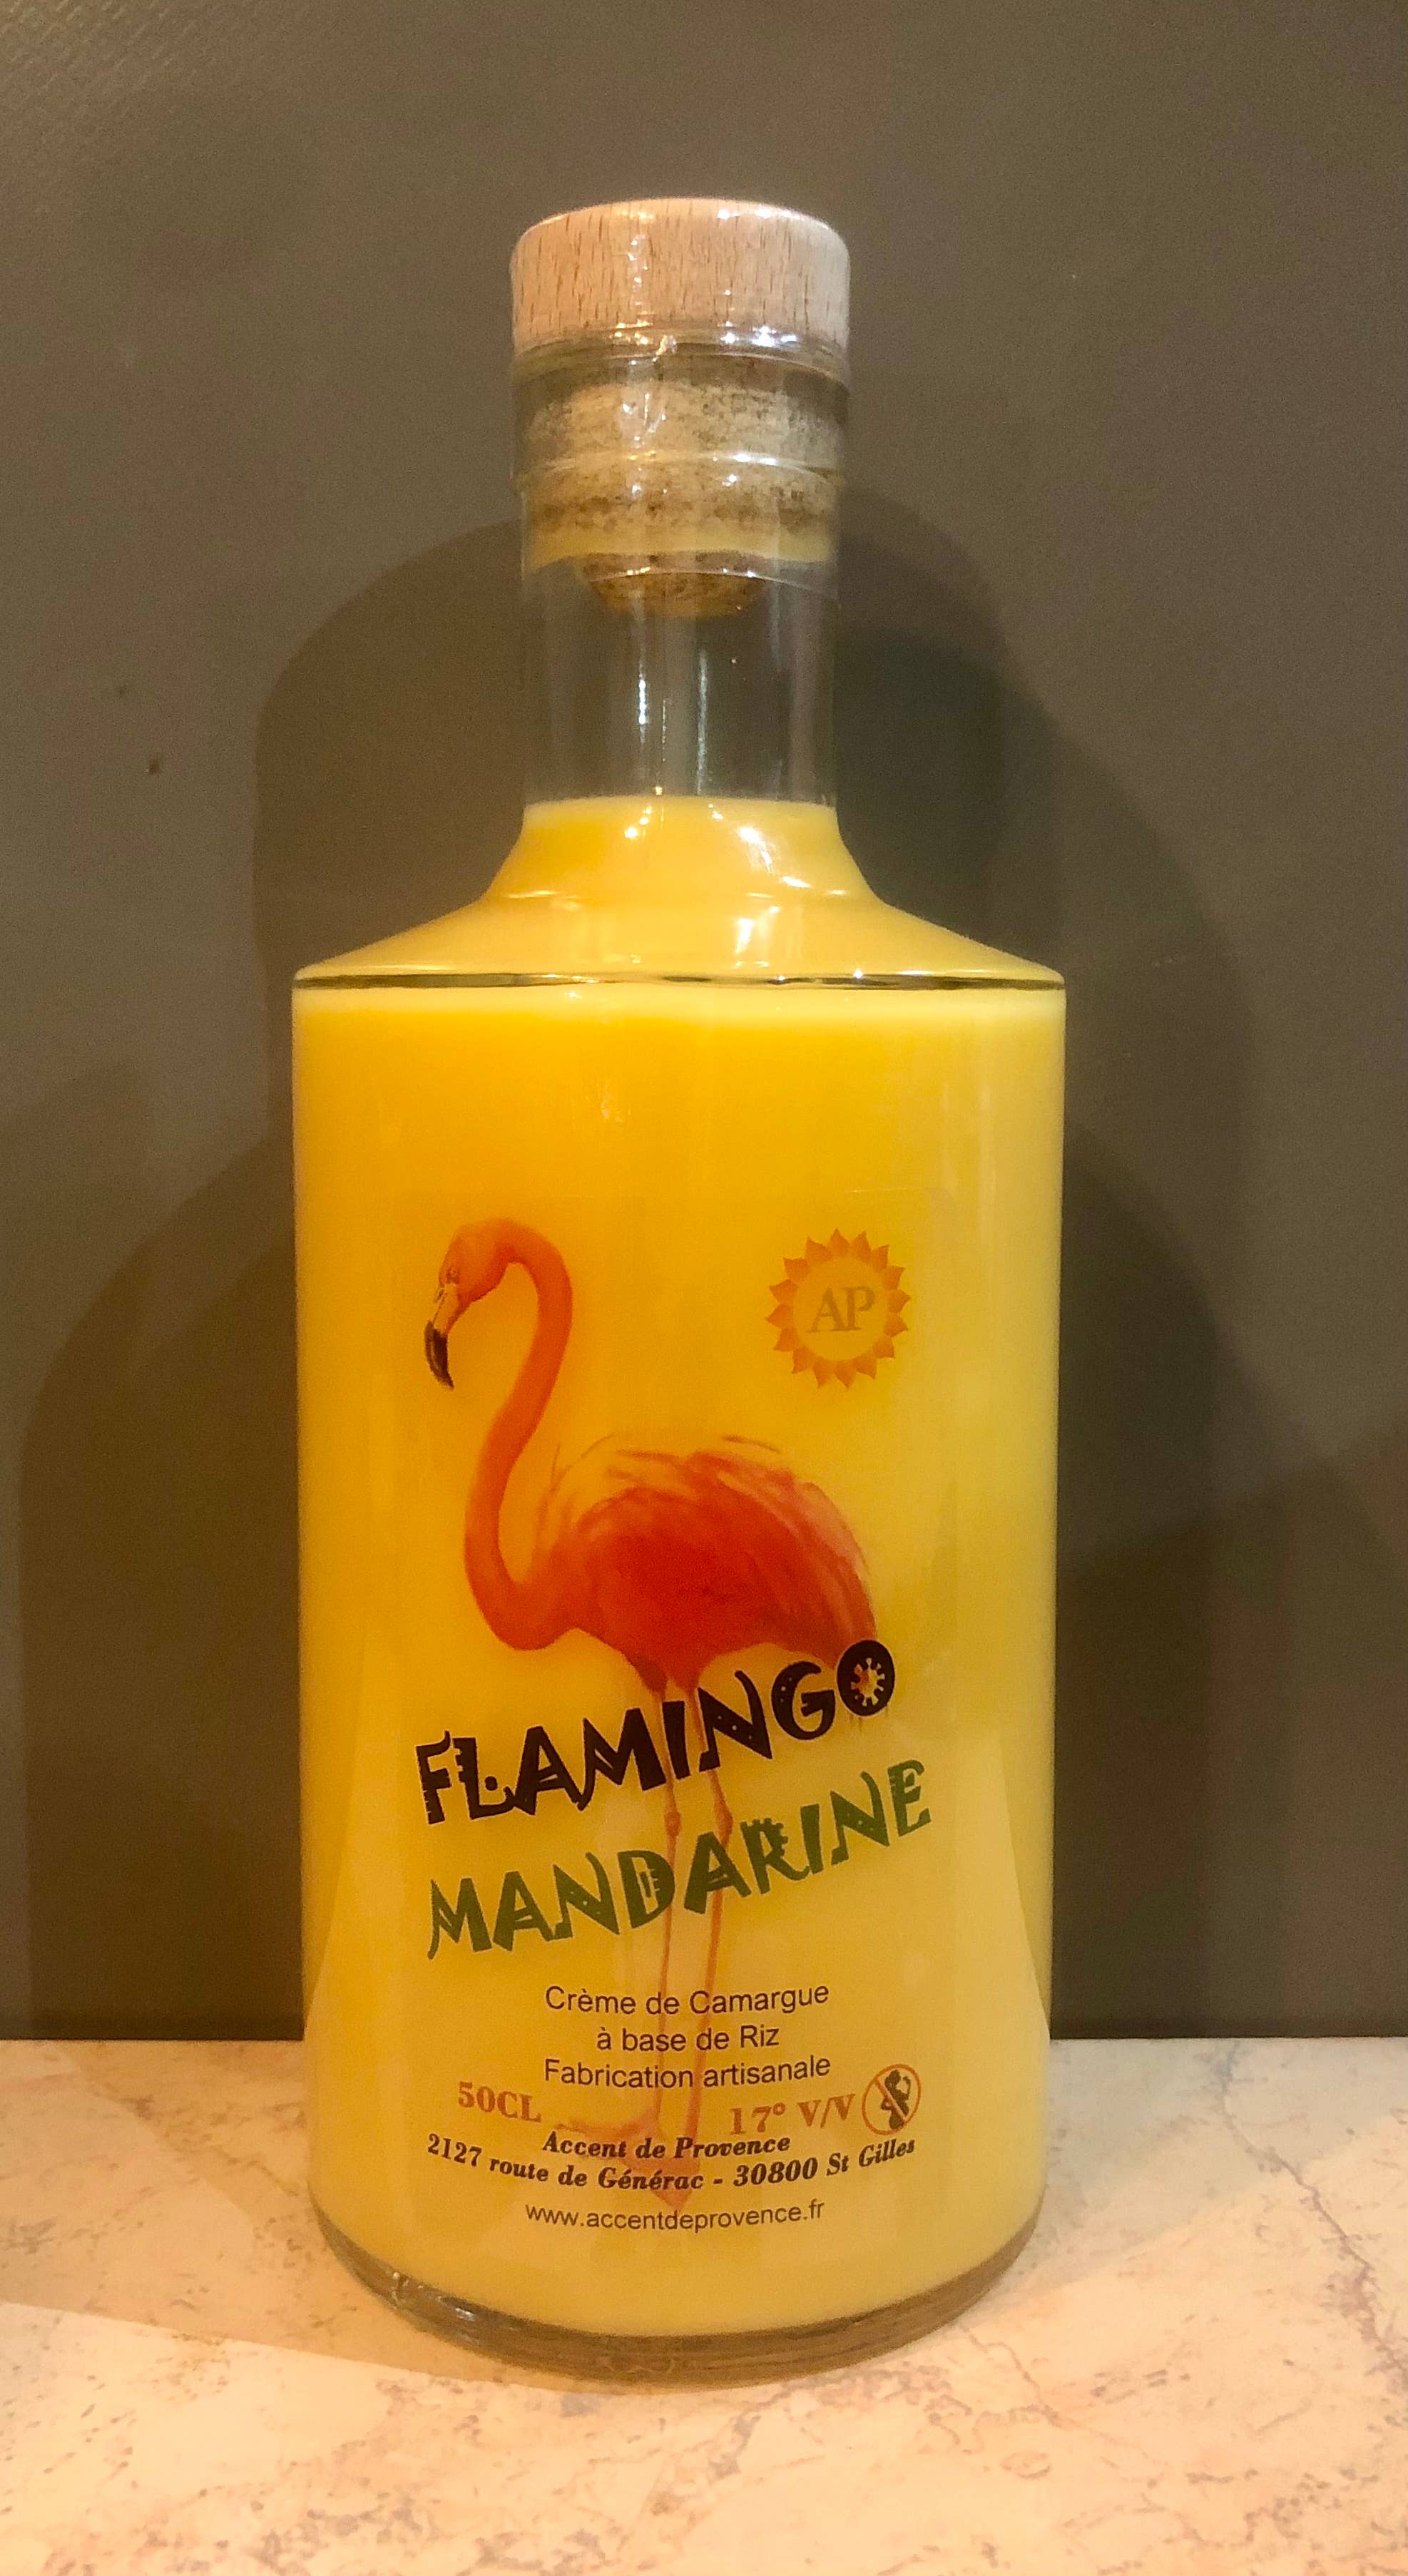 AP
FLAMINGO
MANDARINE
Crème de Camargue
à base de Riz
Fabrication artisanale
50CL 17° V/V
Accent de Provence
2127 route de Générac - 30800 St Gilles
www.accentdeprovence.fr